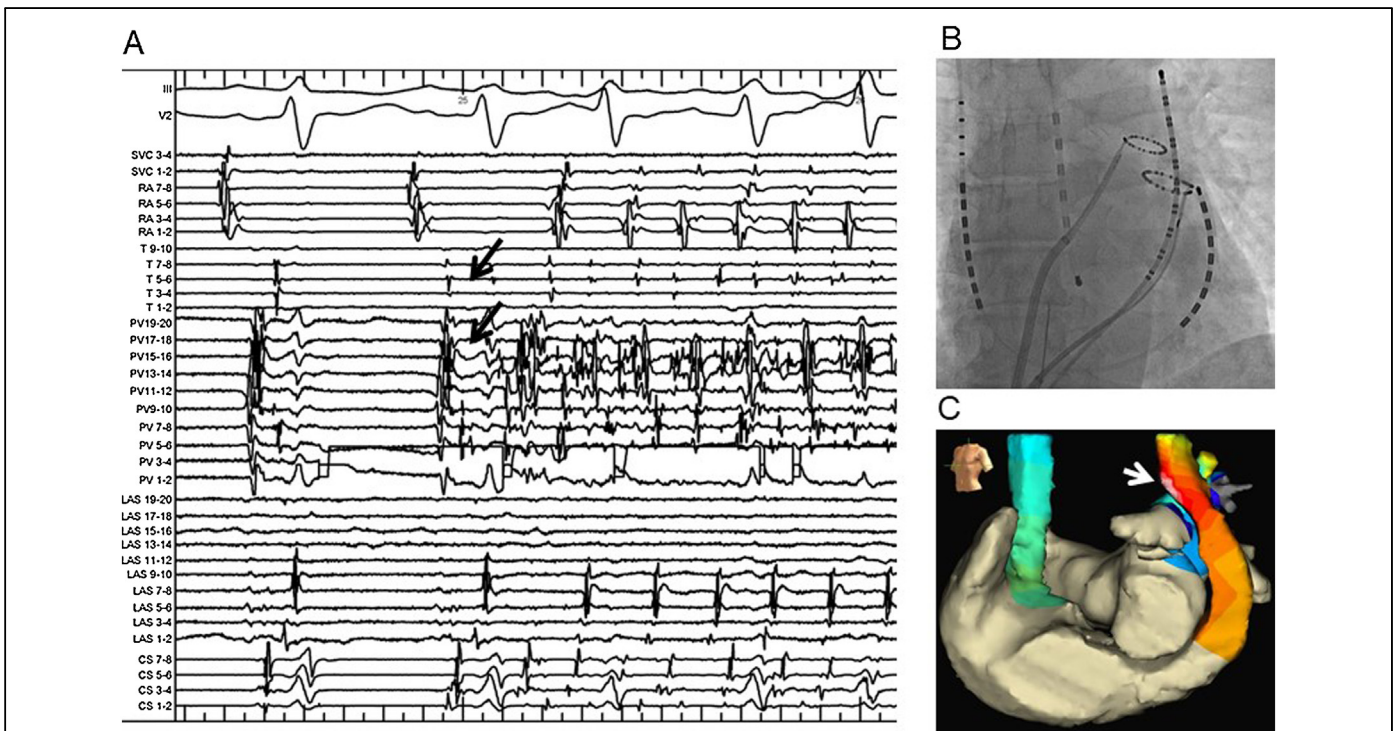 A
B
III
25
V2
SVC 3-4
SVC 1-2
RA 7-8
RA 5-6
RA 3-4
RA 1-2
T 9-10
T 7-8
T 5-6
T 3-4
T 1-2
PV19-20
PV17-18
PV15-16
PV13-14
PV11-12
PV9-10
PV 7-8
PV 5-6
PV 3-4
PV 1-2
LAS 19-20
LAS 17-18
LAS 15-16
LAS 13-14
LAS 11-12
LAS 9-10
LAS 7-8
LAS 5-6
LAS 3-4
LAS 1-2
CS 7-8
CS 5-6
CS 3-4
CS 1-2
C